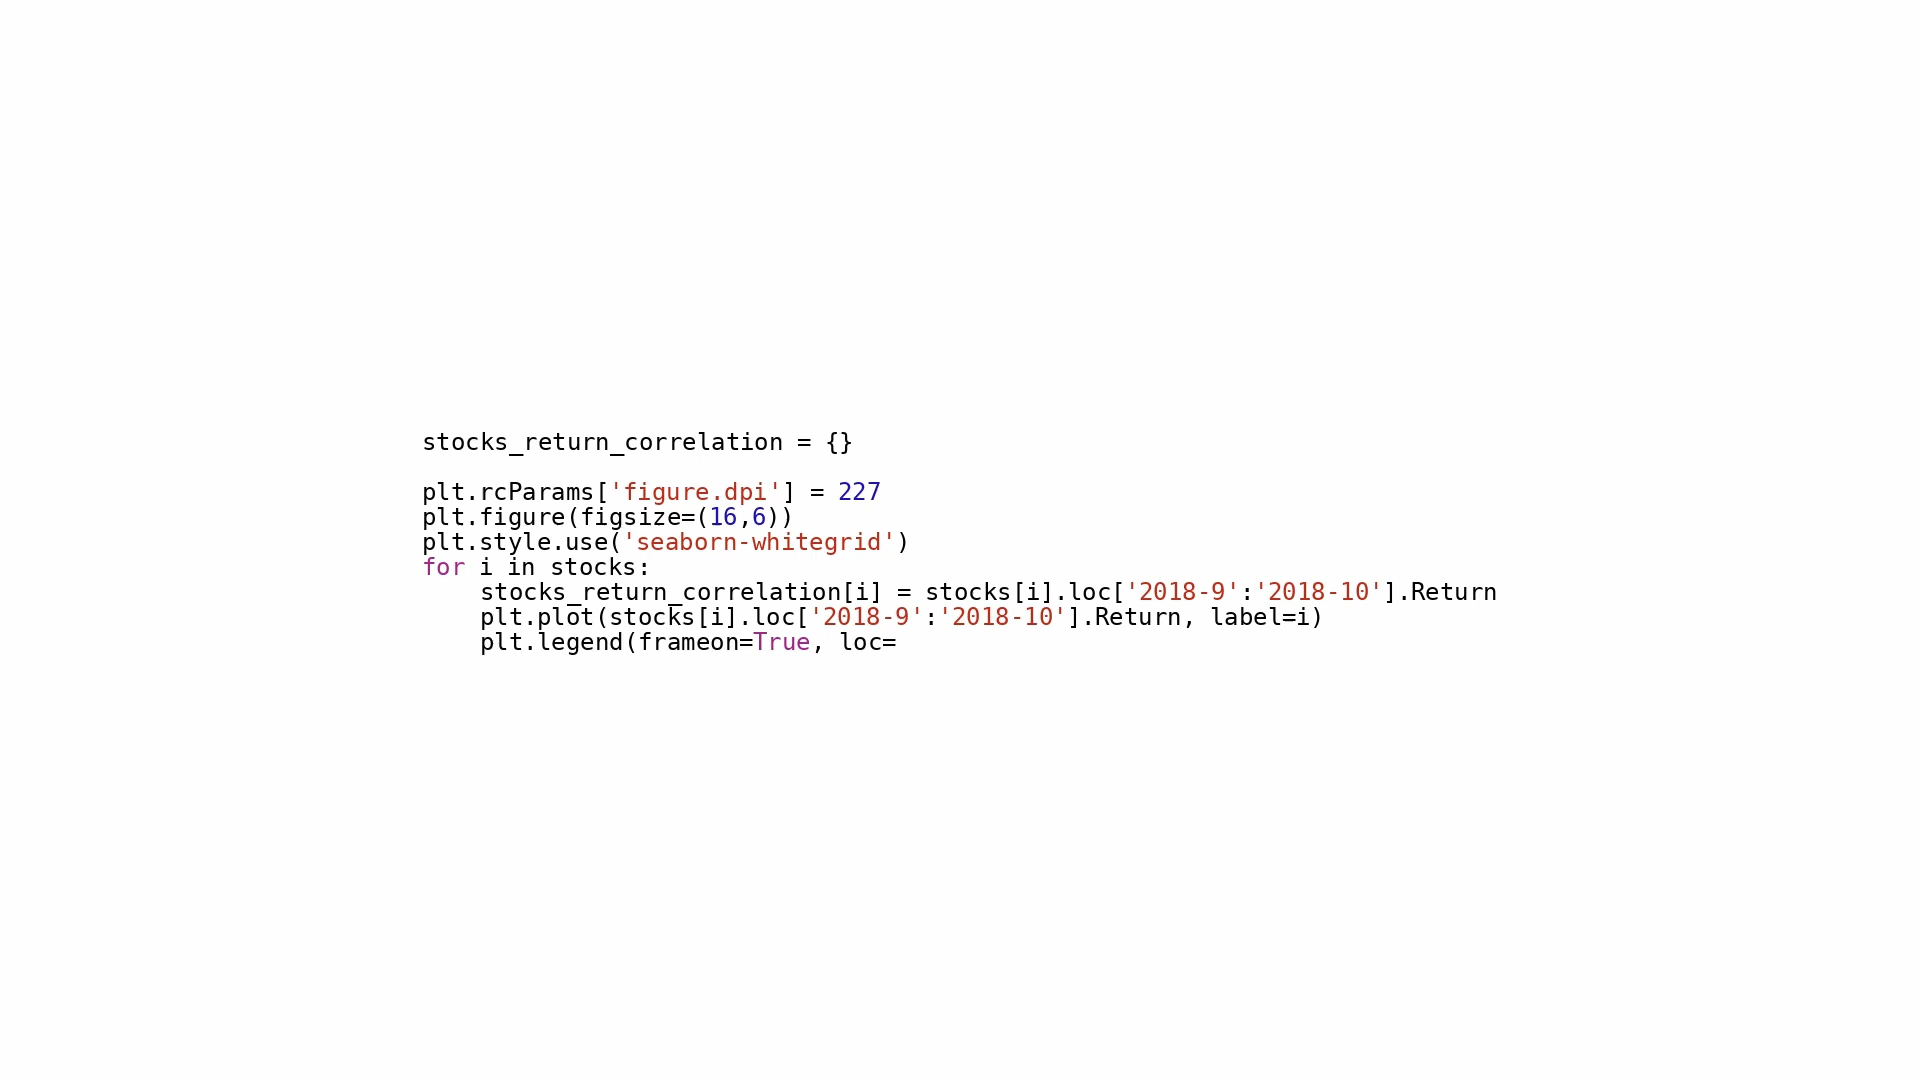 stocks_return_correlation = {}

plt.rcParams['figure.dpi'] = 227
plt.figure(figsize=(16,6))
plt.style.use('seaborn-whitegrid')
for i in stocks:
    stocks_return_correlation[i] = stocks[i].loc['2018-9':'2018-10'].Return
    plt.plot(stocks[i].loc['2018-9':'2018-10'].Return, label=i)
    plt.legend(frameon=True, loc=